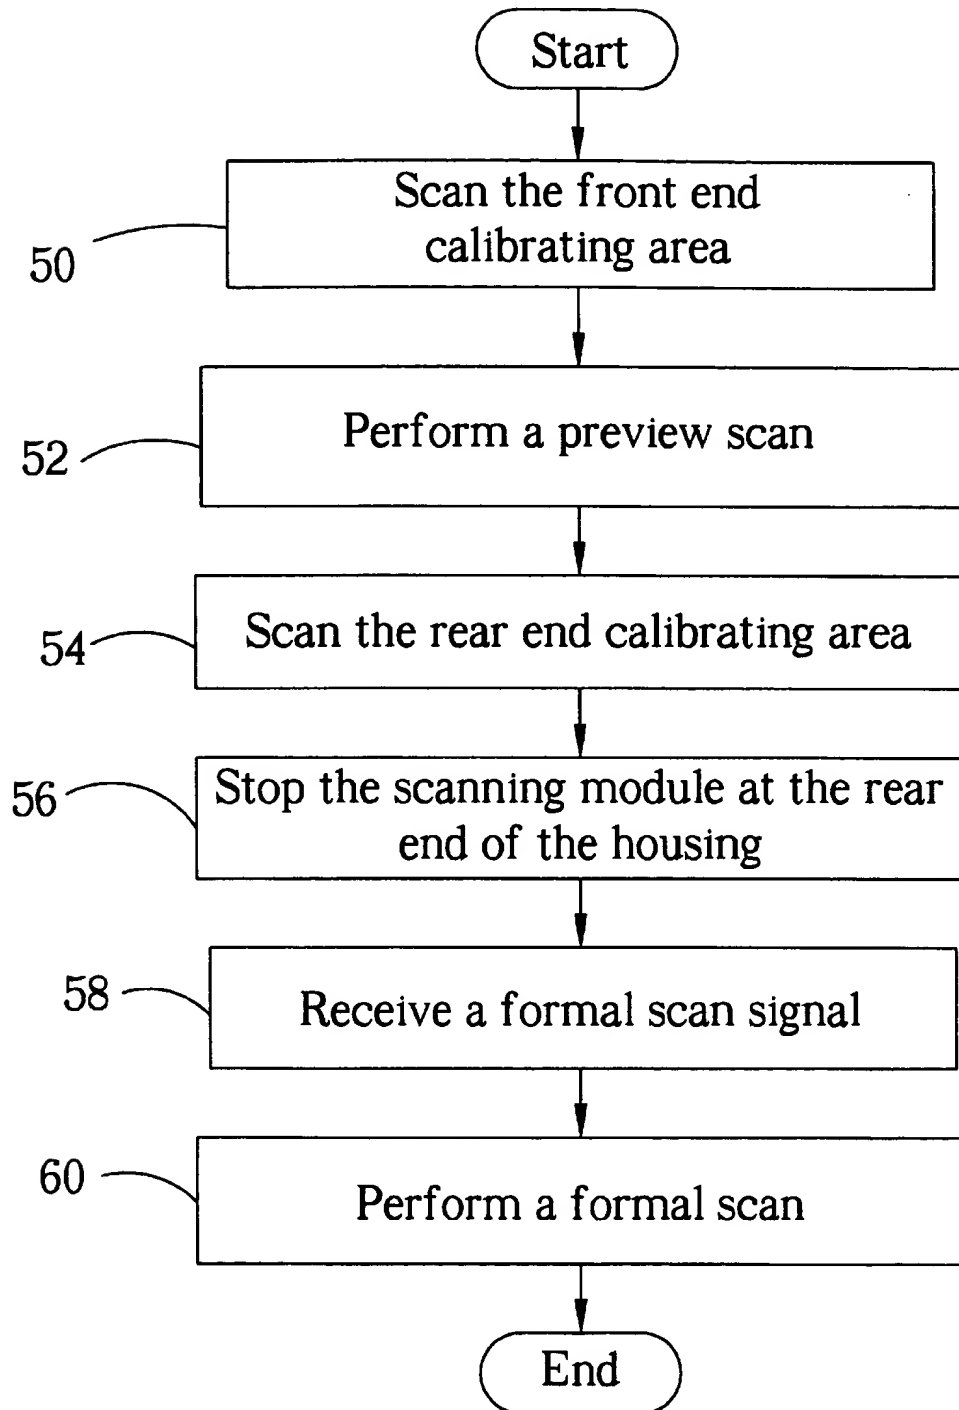 Start
Scan the front end
calibrating area
50
Perform a preview scan
52
Scan the rear end calibrating area
54
Stop the scanning module at the rear
end of the housing
56
Receive a formal scan signal
58
Perform a formal scan
60
End